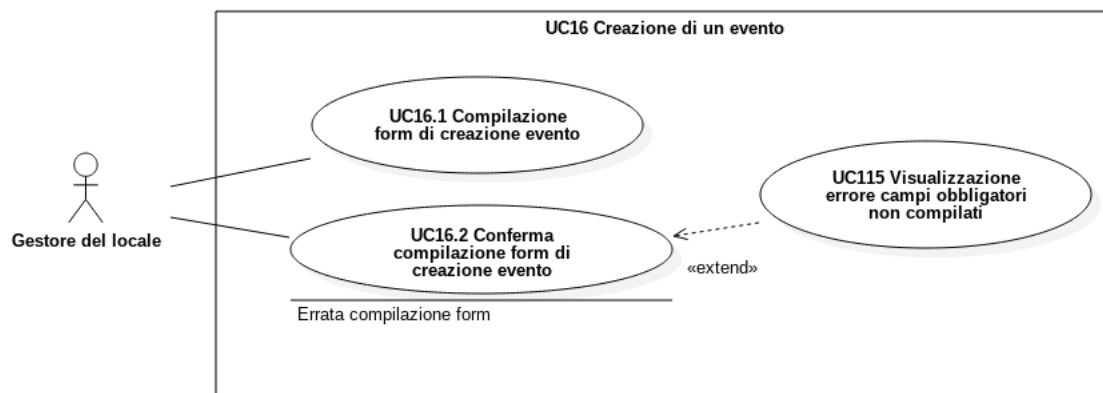 UC16 Creazione di un evento
UC16.1 Compilazione
form di creazione evento
UC115 Visualizzazione
errore campi obbligatori
non compilati
Gestore del locale
UC16.2 Conferma
compilazione form di
creazione evento
«extend»
Errata compilazione form